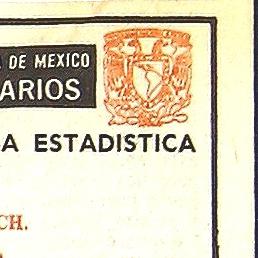 A DE MEXICO
ARIOS
A ESTADISTICA
CH.